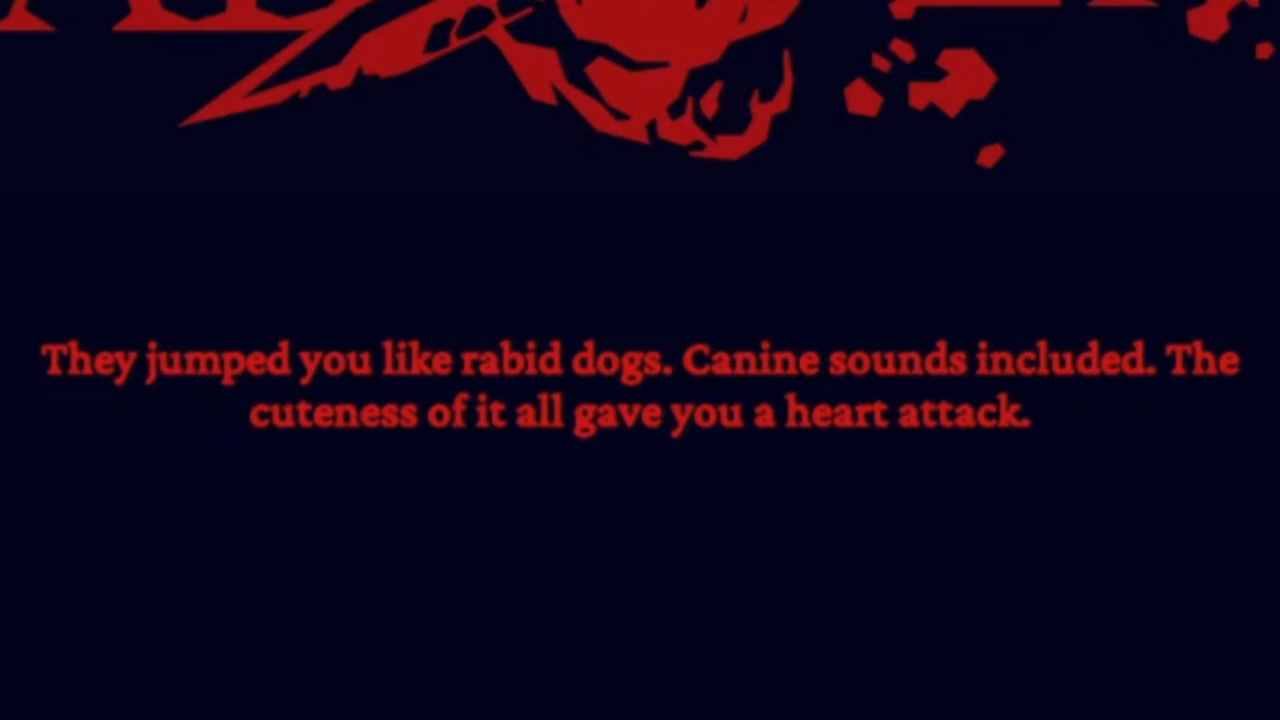 They jumped you like rabid dogs. Canine sounds included. The
cuteness of it all gave you a heart attack.